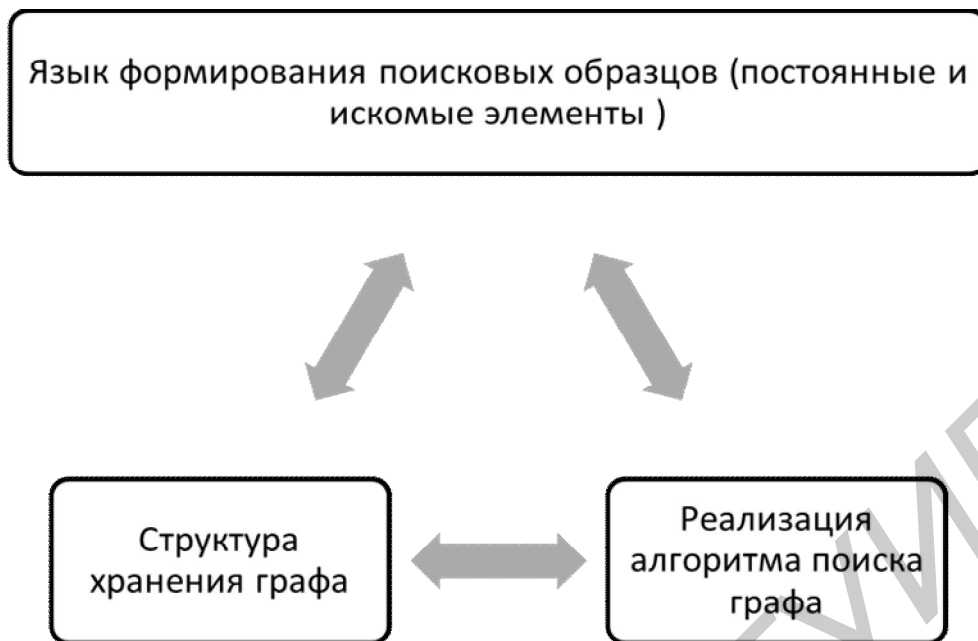 Язык формирования поисковых образцов (постоянные и
искомые элементы )
Структура
хранения графа
Реализация
алгоритма поиска
графа